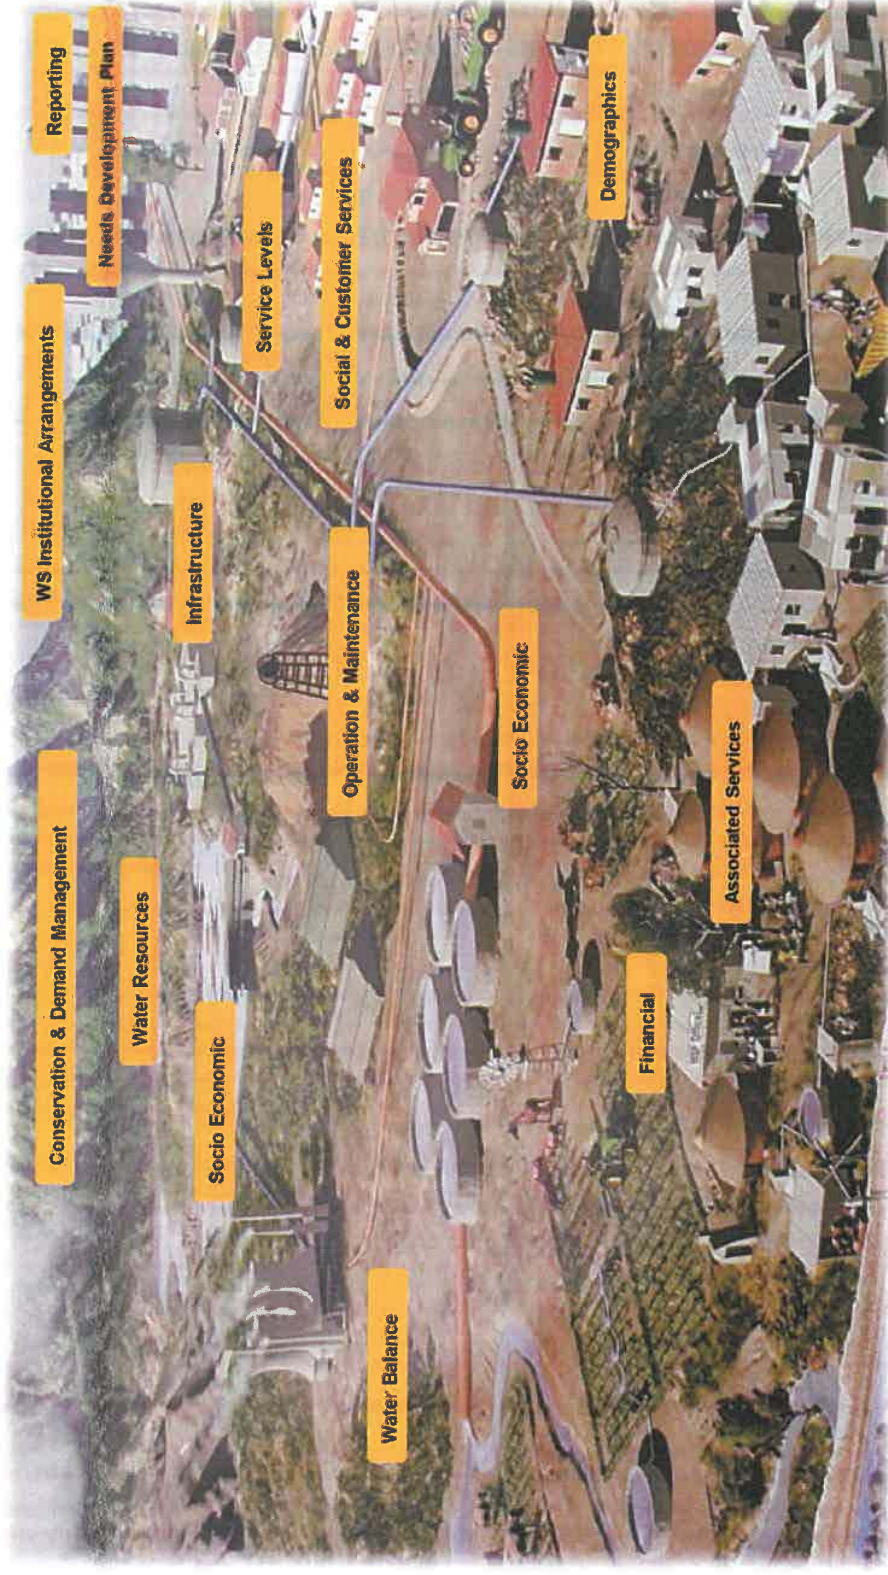 Conservation & Demand Management
WS Institutional Arrangements
Reporting
Needs Development Plan
Water Resources
Infrastructure
Socio Economic
Service Levels
Social & Customer Services
Operation & Maintenance
Water Balance
Socio Economic
Demographics
Financial
Associated Services